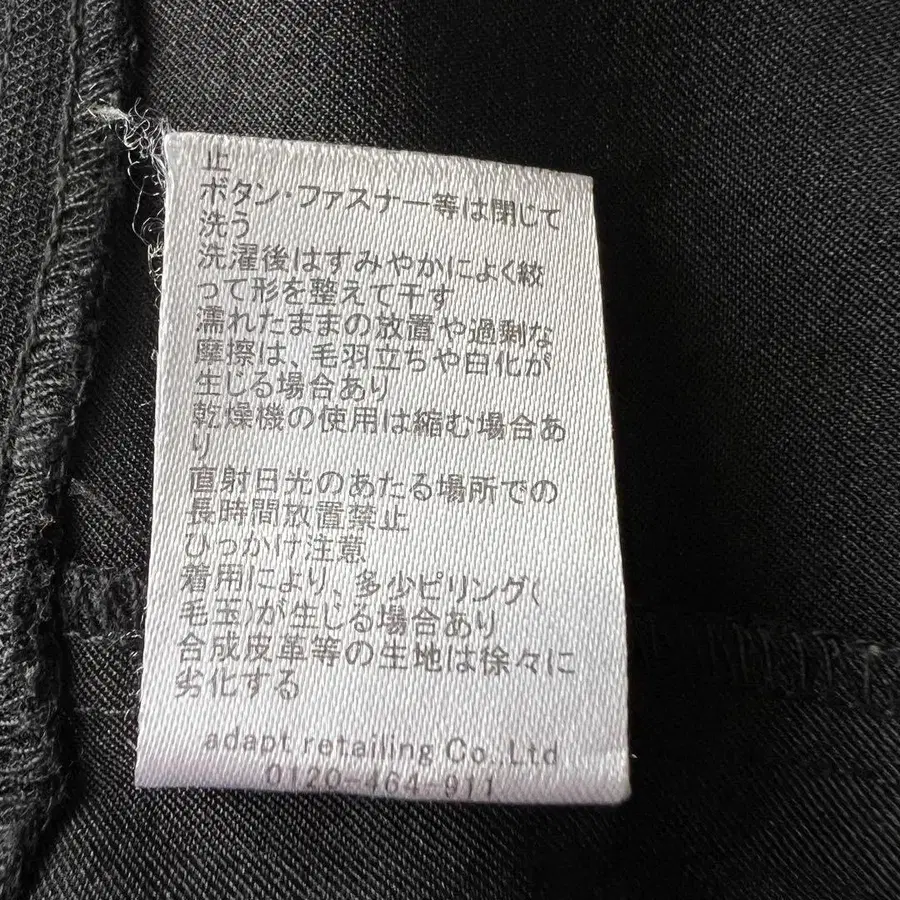 止
ボタン・ファスナー等は閉じて
洗う
洗濯後はすみやかによく絞
って形を整えて干す
濡れたままの放置や過剰な
摩擦は、毛羽立ちや白化が
生じる場合あり
乾燥機の使用は縮む場合あ
り
直射日光のあたる場所での
長時間放置禁止
ひっかけ注意
着用により、多少ピリング(
毛玉)が生じる場合あり
合成皮革等の生地は徐々に
劣化する
adapt retailing Co.,Ltd
0120-464-911